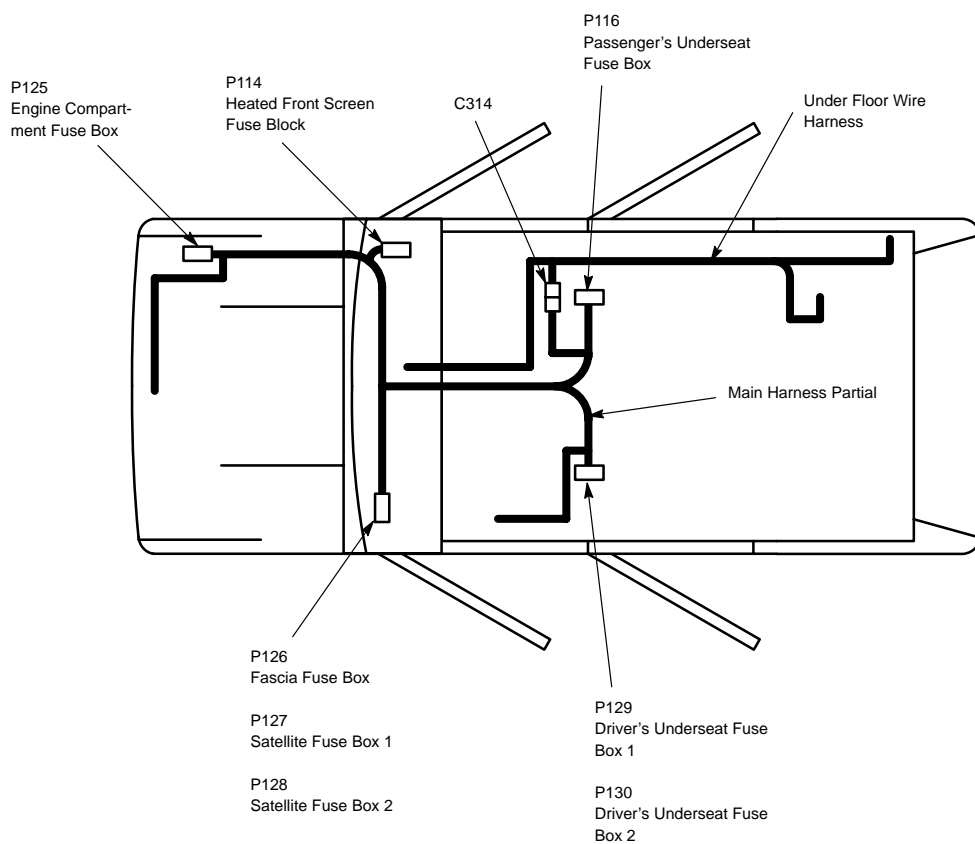 P116
Passenger's Underseat
Fuse Box
P125
Engine Compart-
ment Fuse Box
P114
Heated Front Screen
Fuse Block
C314
Under Floor Wire
Harness
Main Harness Partial
P126
Fascia Fuse Box
P127
Satellite Fuse Box 1
P128
Satellite Fuse Box 2
P129
Driver's Underseat Fuse
Box 1
P130
Driver's Underseat Fuse
Box 2